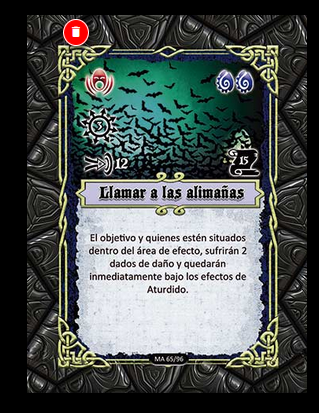 3
12
15
Llamar a las alimañas
El objetivo y quienes estén situados
dentro del área de efecto, sufrirán 2
dados de daño y quedarán
inmediatamente bajo los efectos de
Aturdido.
MA 65/96